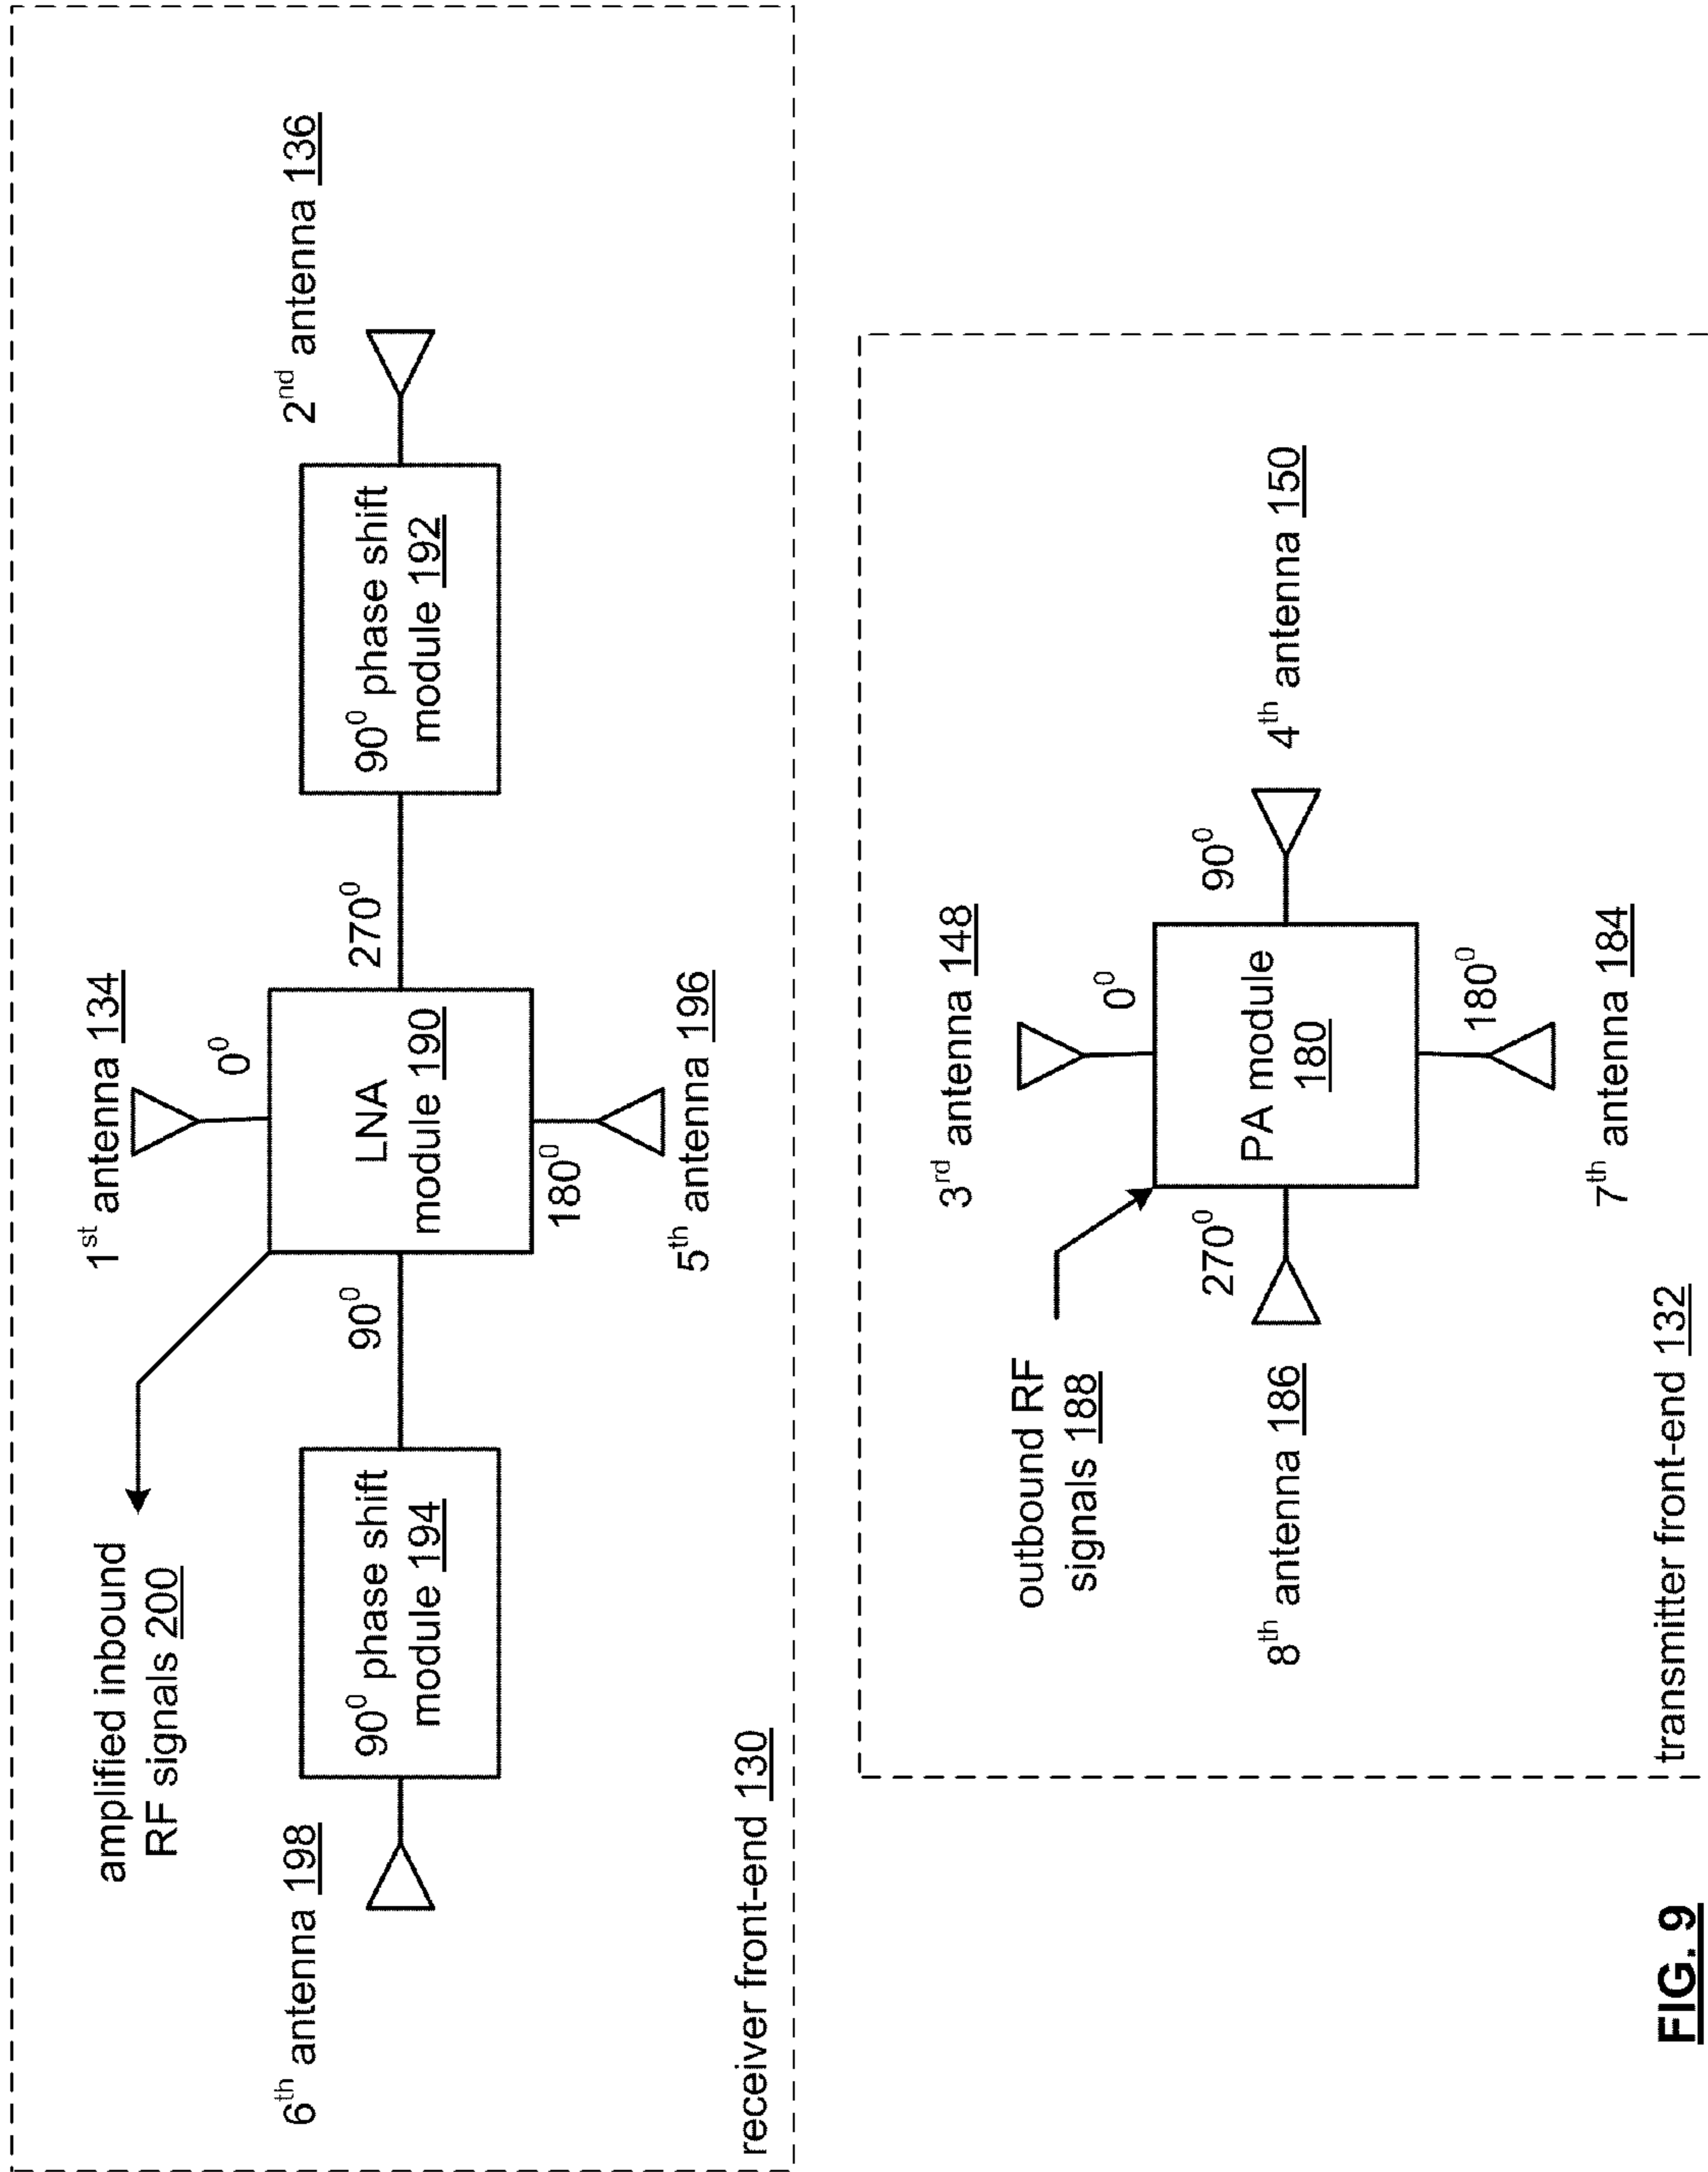 1st antenna 134
amplified inbound
RF signals 200
0⁰
6th antenna 198
90⁰ phase shift
module 194
90⁰
LNA
module 190
270⁰
90⁰ phase shift
module 192
2nd antenna 136
180⁰
5th antenna 196
receiver front-end 130
3rd antenna 148
outbound RF
signals 188
0⁰
8th antenna 186
270⁰
PA module
180
90⁰
4th antenna 150
180⁰
7th antenna 184
transmitter front-end 132
FIG. 9